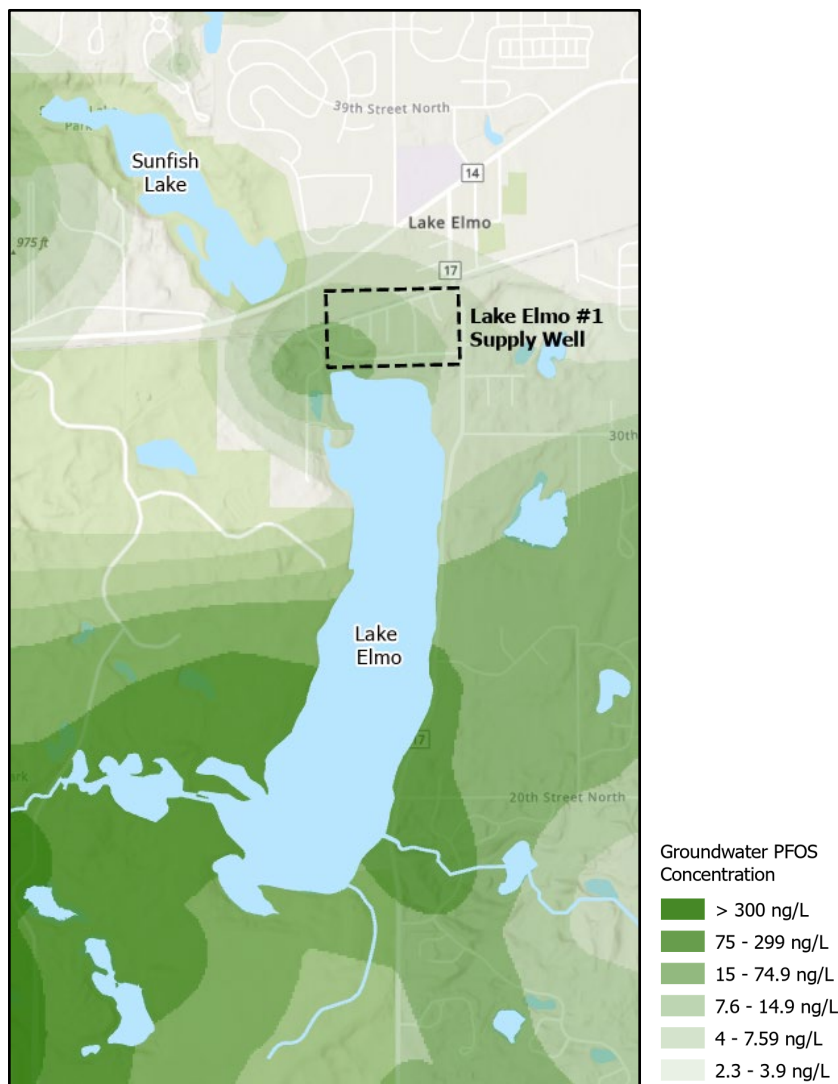 Park
39th Street North
Sunfish
Lake
14
Lake Elmo
975 ft
17
Lake Elmo #1
Supply Well
30th
Lake
Elmo
17
20th Street North
Groundwater PFOS
Concentration
> 300 ng/L
75 - 299 ng/L
15 - 74.9 ng/L
7.6 - 14.9 ng/L
4 - 7.59 ng/L
2.3 - 3.9 ng/L